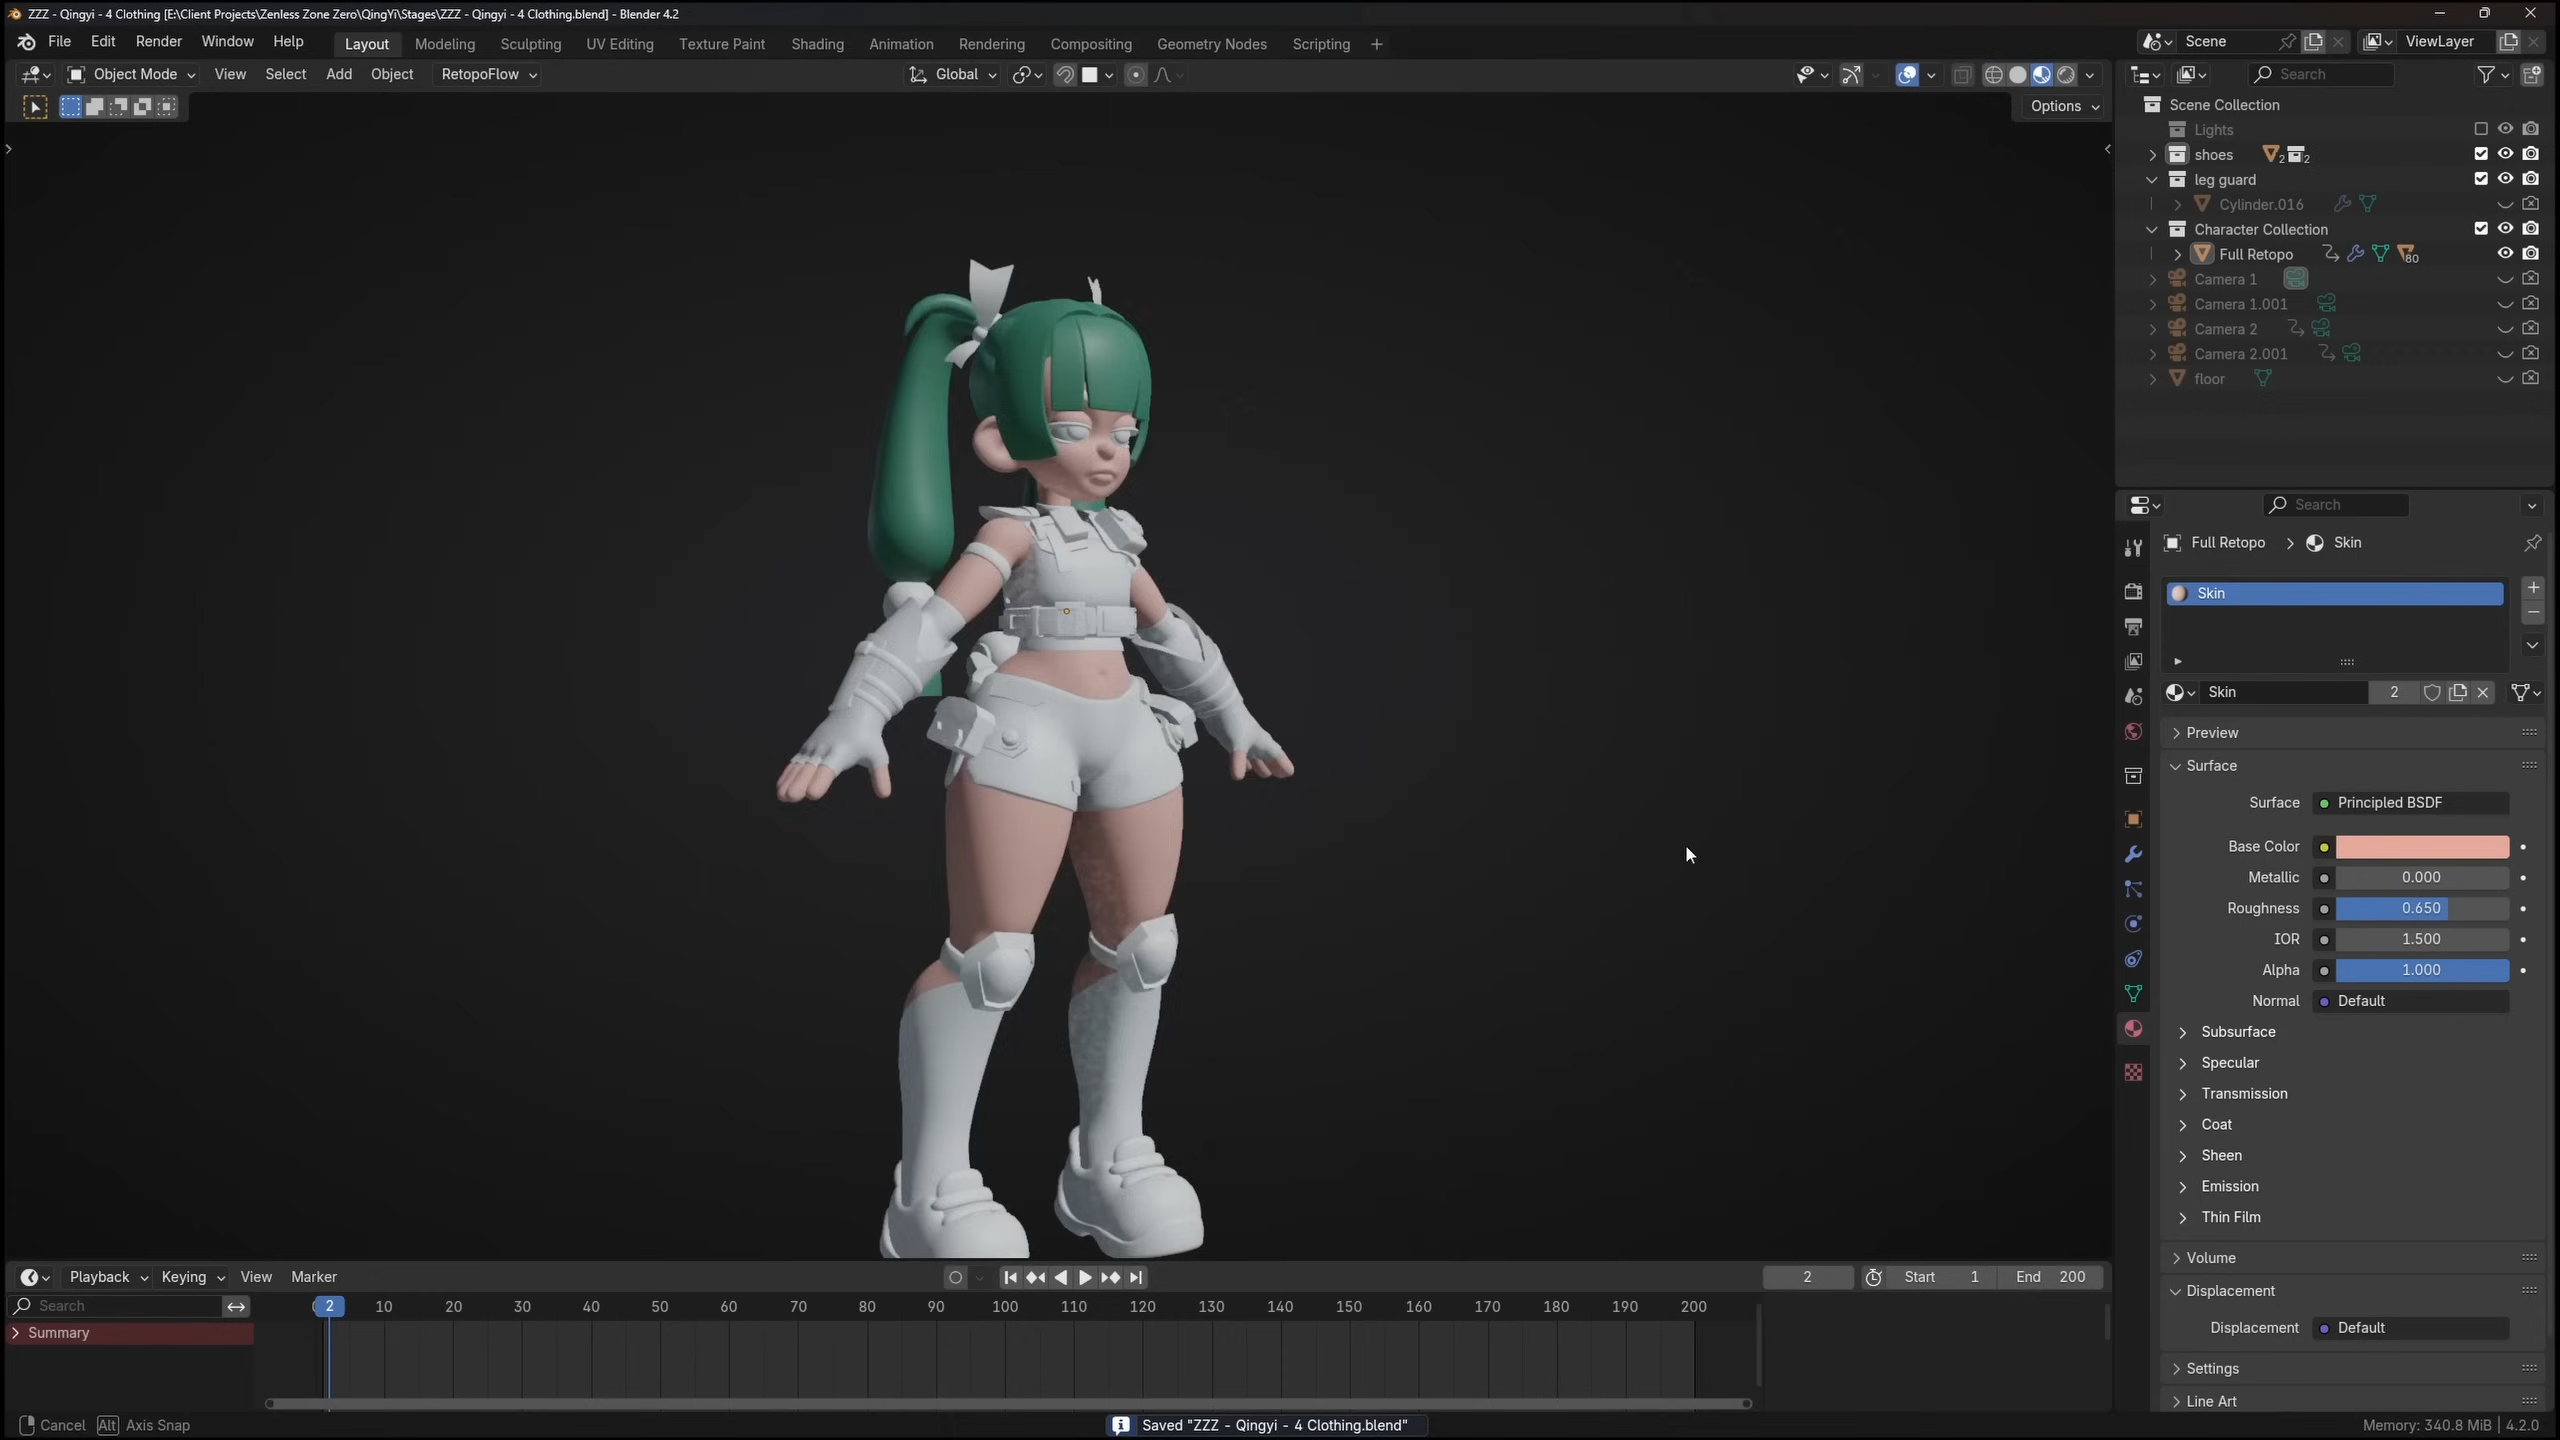 ZZZ - Qingyi - 4 Clothing [E:\Client Projects\Zenless Zone Zero\QingYi\Stages\ZZZ - Qingyi - 4 Clothing.blend] - Blender 4.2
File Edit Render Window Help Layout Modeling Sculpting UV Editing Texture Paint Shading Animation Rendering Compositing Geometry Nodes Scripting + Scene ViewLayer
Object Mode View Select Add Object RetopoFlow Global Search
Options
Scene Collection
Lights
shoes 2 2
leg guard
Cylinder.016
Character Collection
Full Retopo 80
Camera 1
Camera 1.001
Camera 2
Camera 2.001
floor
Search
Full Retopo > Skin
Skin
Skin 2
Preview
Surface
Surface Principled BSDF
Base Color
Metallic 0.000
Roughness 0.650
IOR 1.500
Alpha 1.000
Normal Default
Subsurface
Specular
Transmission
Coat
Sheen
Emission
Thin Film
Volume
Displacement
Displacement Default
Settings
Line Art
Playback Keying View Marker 2 Start 1 End 200
Search 2 10 20 30 40 50 60 70 80 90 100 110 120 130 140 150 160 170 180 190 200
Summary
Cancel Alt Axis Snap Saved "ZZZ - Qingyi - 4 Clothing.blend" Memory: 340.8 MiB | 4.2.0